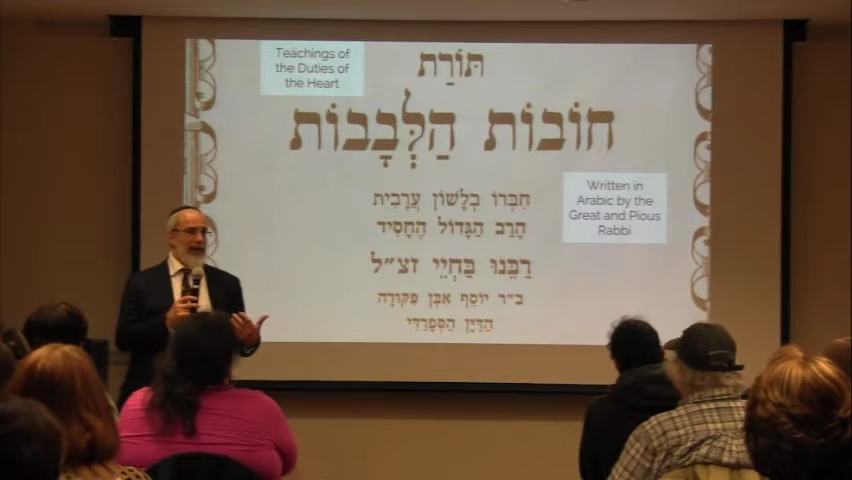 Teachings of
the Duties of
the Heart
תּוֹרַת
חוֹבוֹת הַלְּבָבוֹת
חִבְּרוֹ בִלְשׁוֹן עֲרָבִית
הָרַב הַגָּדוֹל הֶחָסִיד
Written in
Arabic by the
Great and Pious
Rabbi
רַבֵּנוּ בַּחְיֵי זצ״ל
ב״ר יוֹסֵף אִבְּן פַּקוּדָה
הַדַּיָּן הַסְּפָרַדִּי